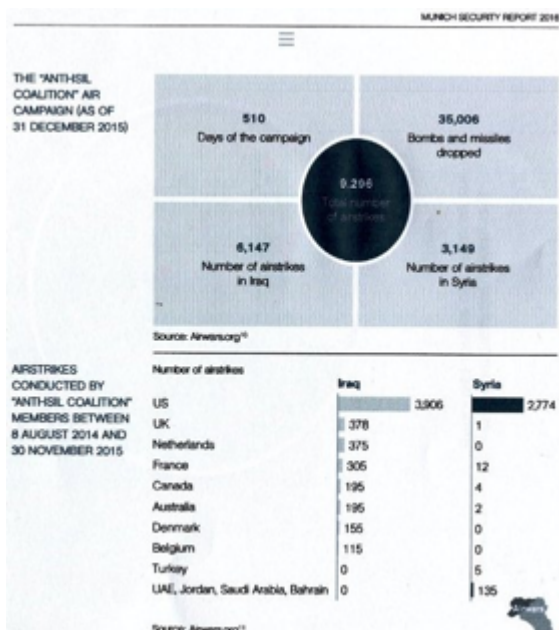 MUNICH SECURITY REPORT 2016
THE "ANTI-ISIL
COALITION" AIR
CAMPAIGN (AS OF
31 DECEMBER 2015)
510
Days of the campaign
35,006
Bombs and missiles
dropped
9,295
Total number
of airstrikes
6,147
Number of airstrikes
in Iraq
3,149
Number of airstrikes
in Syria
Source: Airwars.org
AIRSTRIKES
CONDUCTED BY
"ANTI-ISIL COALITION"
MEMBERS BETWEEN
8 AUGUST 2014 AND
30 NOVEMBER 2015
Number of airstrikes
Iraq Syria
US 3,906 2,774
UK 378 1
Netherlands 375 0
France 305 12
Canada 195 4
Australia 195 2
Denmark 155 0
Belgium 115 0
Turkey 0 5
UAE, Jordan, Saudi Arabia, Bahrain 0 135
Airwars
Source: Airwars.org